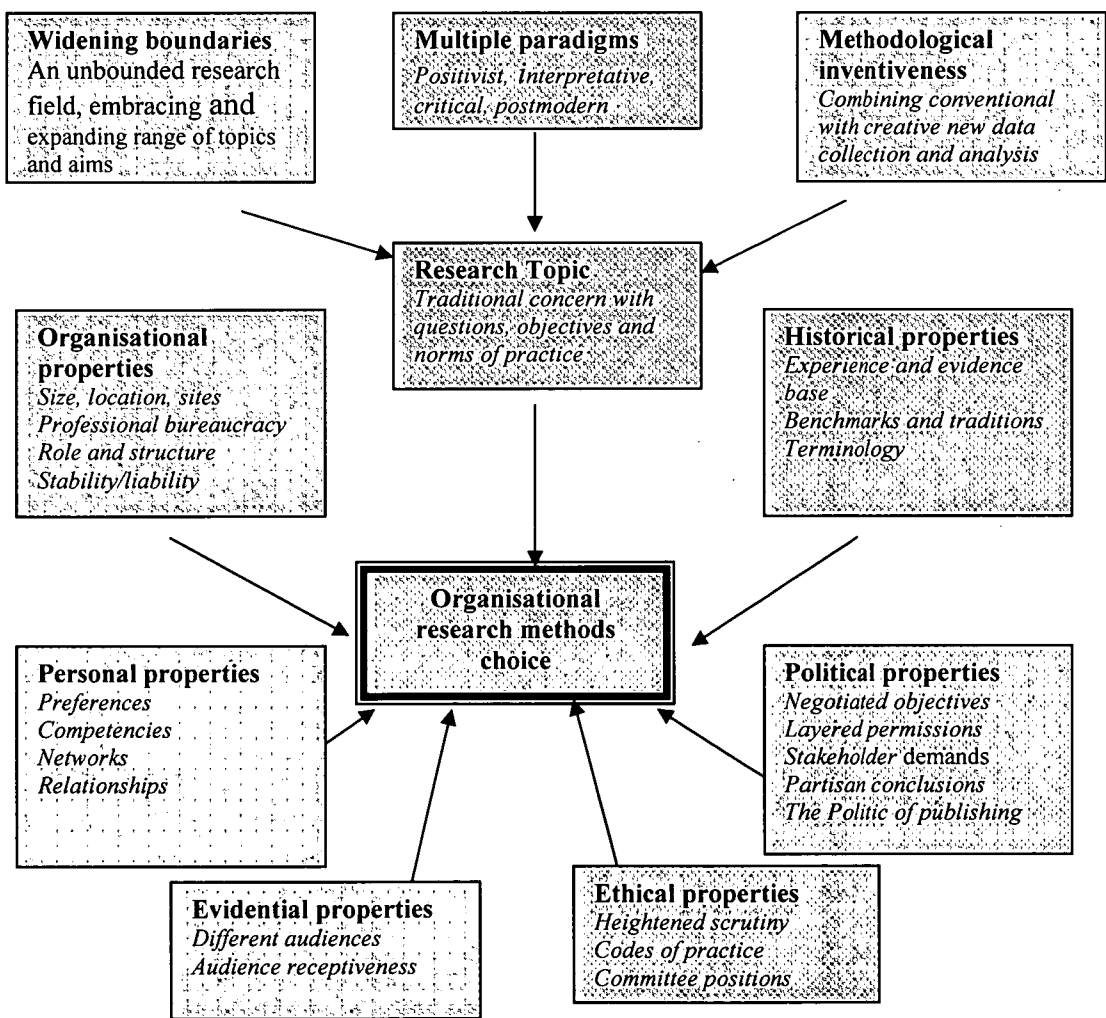 Widening boundaries
An unbounded research
field, embracing and
expanding range of topics
and aims
Multiple paradigms
Positivist, Interpretative,
critical, postmodern
Methodological
inventiveness
Combining conventional
with creative new data
collection and analysis
Research Topic
Traditional concern with
questions, objectives and
norms of practice
Organisational
properties
Size, location, sites
Professional bureaucracy
Role and structure
Stability/liability
Historical properties
Experience and evidence
base
Benchmarks and traditions
Terminology
Organisational
research methods
choice
Personal properties
Preferences
Competencies
Networks
Relationships
Political properties
Negotiated objectives
Layered permissions
Stakeholder demands
Partisan conclusions
The Politic of publishing
Evidential properties
Different audiences
Audience receptiveness
Ethical properties
Heightened scrutiny
Codes of practice
Committee positions